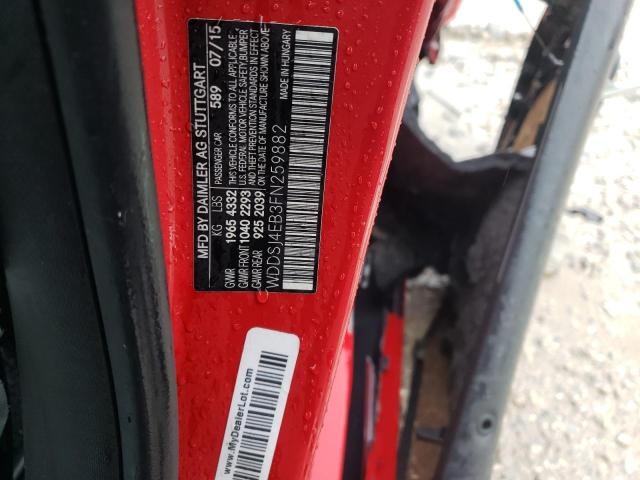 MFD BY DAIMLER AG STUTTGART
PASSENGER CAR 589 07/15
KG LBS
GVWR 1965 4332
GAWR FRONT 1040 2293
GAWR REAR 925 2039
THIS VEHICLE CONFORMS TO ALL APPLICABLE
U.S. FEDERAL MOTOR VEHICLE SAFETY, BUMPER
AND THEFT PREVENTION STANDARDS IN EFFECT
ON THE DATE OF MANUFACTURE SHOWN ABOVE
WDDSJ4EB3FN259882
MADE IN HUNGARY
www.MyDealerLot.com